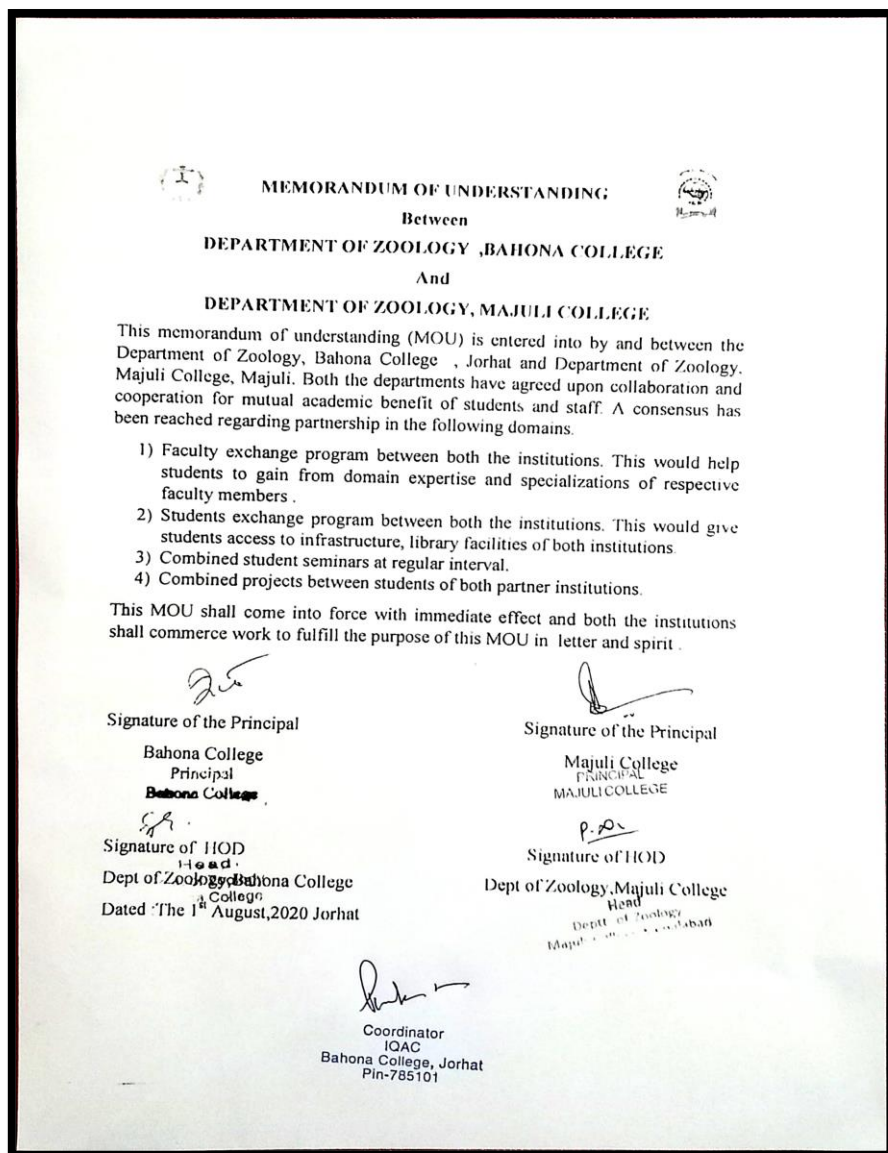 MEMORANDUM OF UNDERSTANDING
Between
DEPARTMENT OF ZOOLOGY ,BAHONA COLLEGE
And
DEPARTMENT OF ZOOLOGY, MAJULI COLLEGE
This memorandum of understanding (MOU) is entered into by and between the
Department of Zoology, Bahona College , Jorhat and Department of Zoology.
Majuli College, Majuli. Both the departments have agreed upon collaboration and
cooperation for mutual academic benefit of students and staff. A consensus has
been reached regarding partnership in the following domains.
1) Faculty exchange program between both the institutions. This would help
students to gain from domain expertise and specializations of respective
faculty members .
2) Students exchange program between both the institutions. This would give
students access to infrastructure, library facilities of both institutions.
3) Combined student seminars at regular interval.
4) Combined projects between students of both partner institutions.
This MOU shall come into force with immediate effect and both the institutions
shall commerce work to fulfill the purpose of this MOU in letter and spirit .
Signature of the Principal
Bahona College
Principal
Bahona College
Signature of HOD
Head
Dept of Zoology,Bahona College
College
Dated :The 1st August,2020 Jorhat
Signature of the Principal
Majuli College
PRINCIPAL
MAJULI COLLEGE
Signature of HOD
Dept of Zoology,Majuli College
Head
Deptt of Zoology
Coordinator
IQAC
Bahona College, Jorhat
Pin-785101